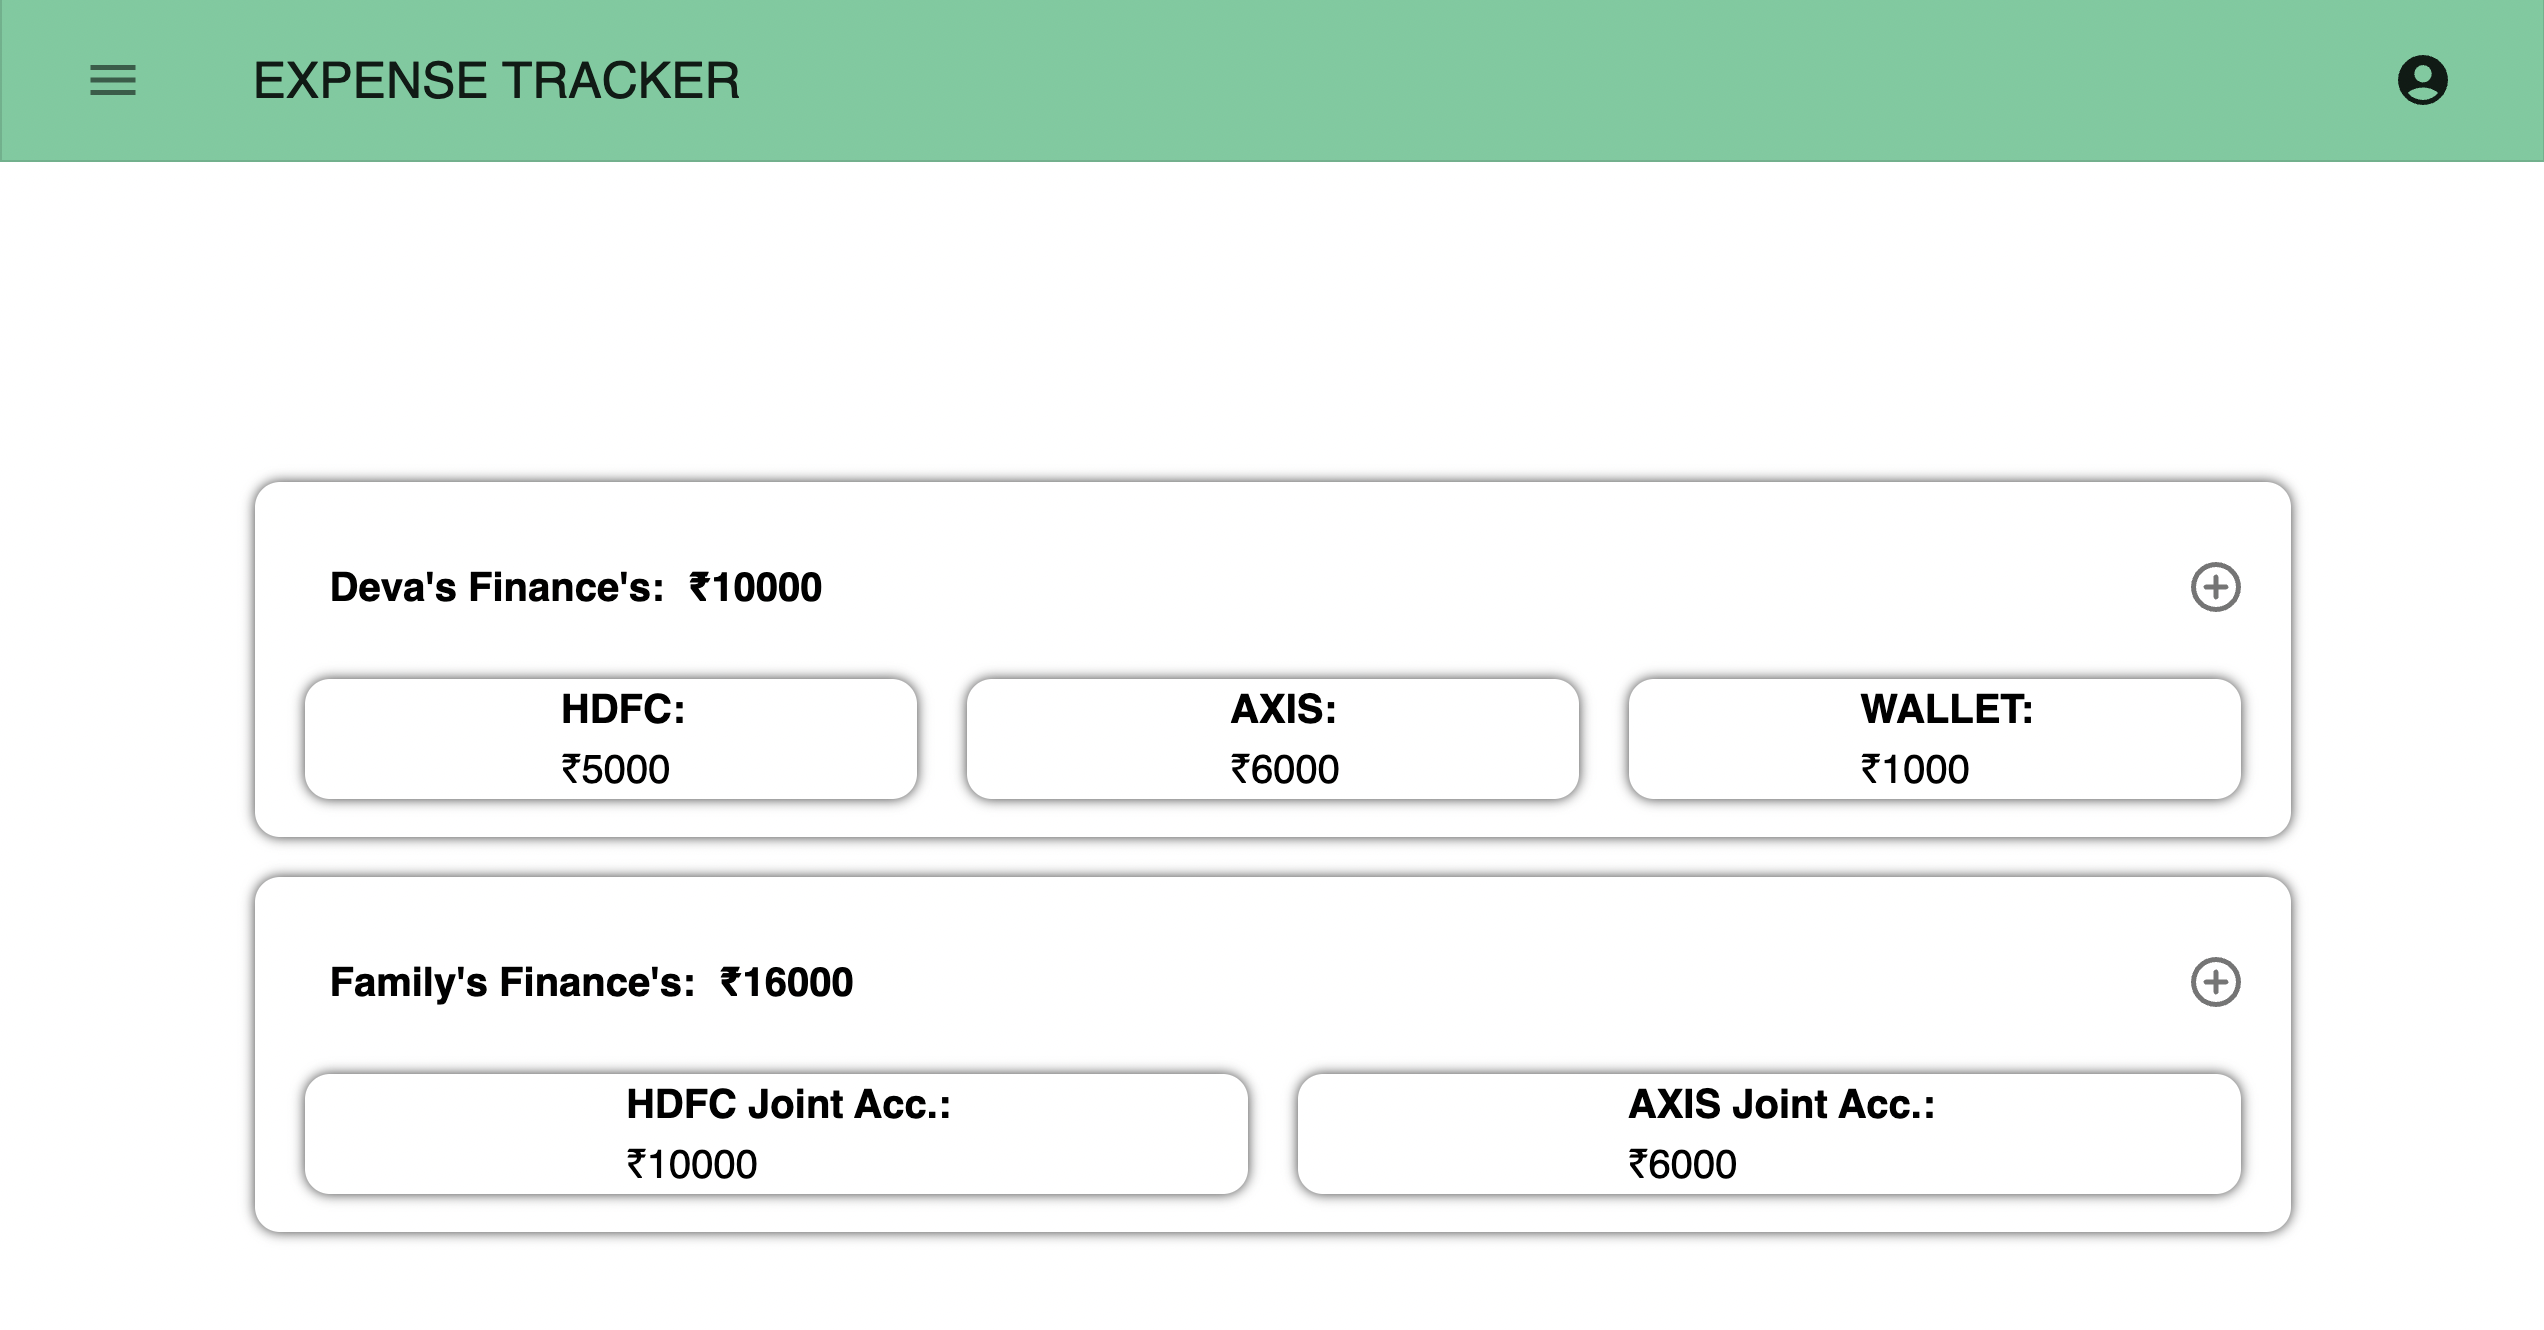 EXPENSE TRACKER
Deva's Finance's: ₹10000
HDFC:
₹5000
AXIS:
₹6000
WALLET:
₹1000
Family's Finance's: ₹16000
HDFC Joint Acc.:
₹10000
AXIS Joint Acc.:
₹6000